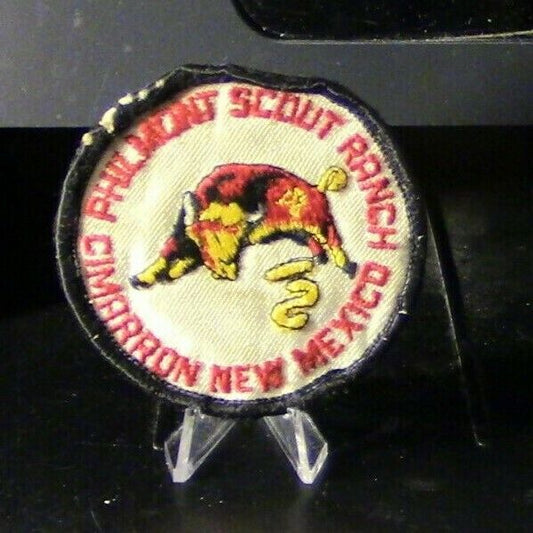 PHILMONT SCOUT RANCH
CIMARRON NEW MEXICO